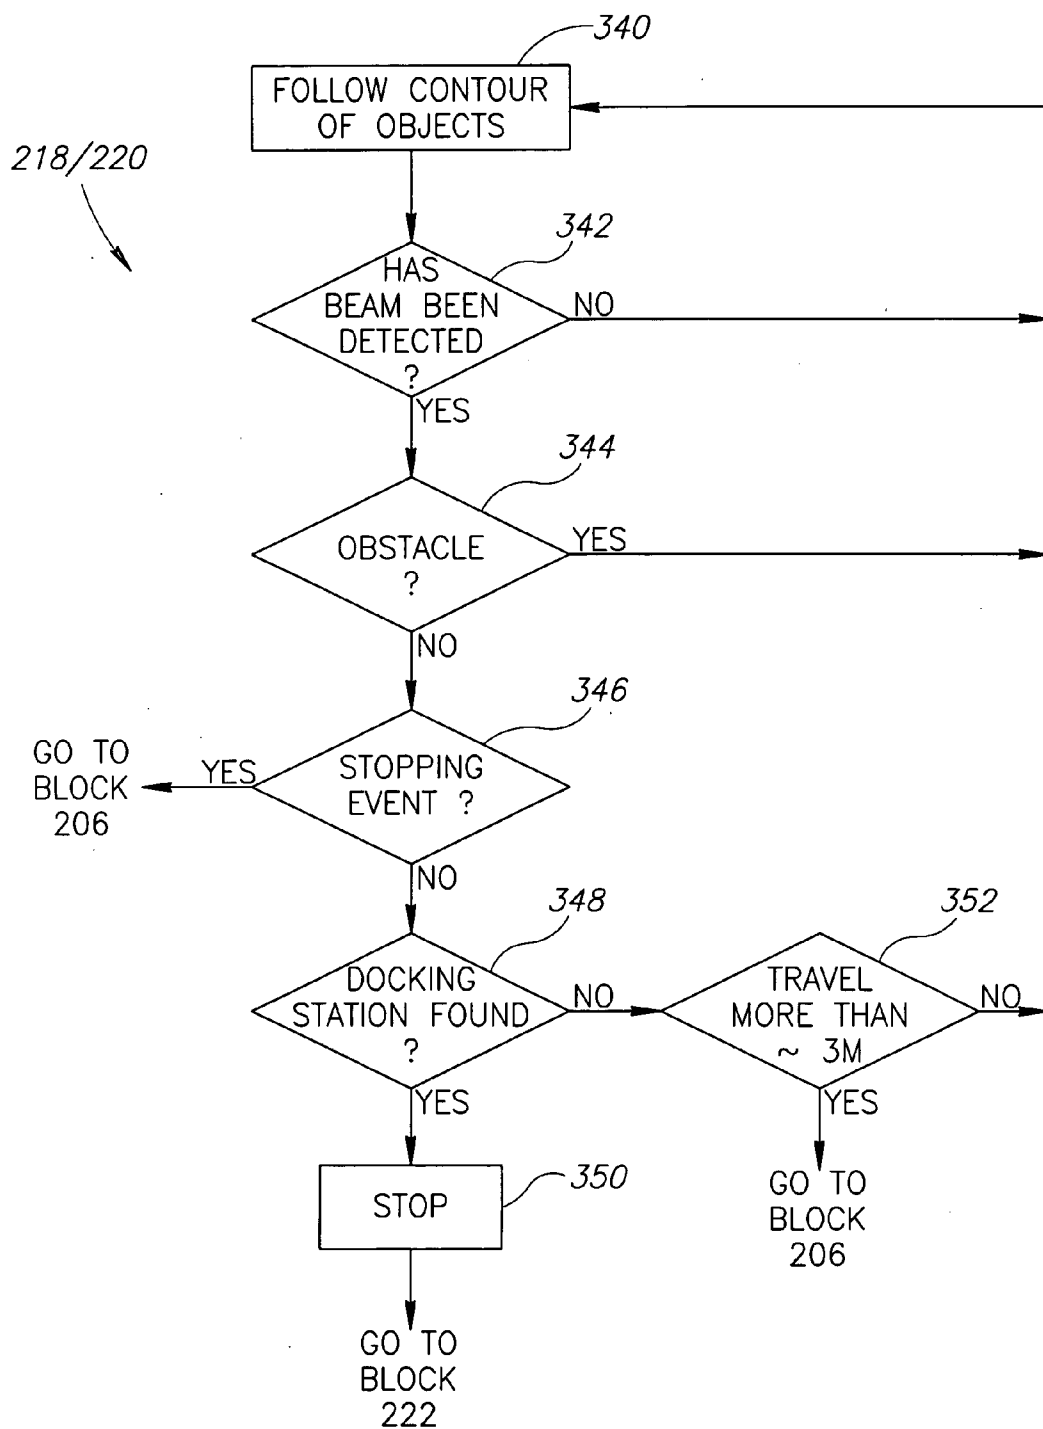 340
FOLLOW CONTOUR
OF OBJECTS
218/220
342
HAS
BEAM BEEN
DETECTED
?
NO
YES
344
OBSTACLE
?
YES
NO
346
STOPPING
EVENT ?
YES
GO TO
BLOCK
206
NO
348
DOCKING
STATION FOUND
?
NO
352
TRAVEL
MORE THAN
~ 3M
NO
YES
YES
350
STOP
GO TO
BLOCK
206
GO TO
BLOCK
222